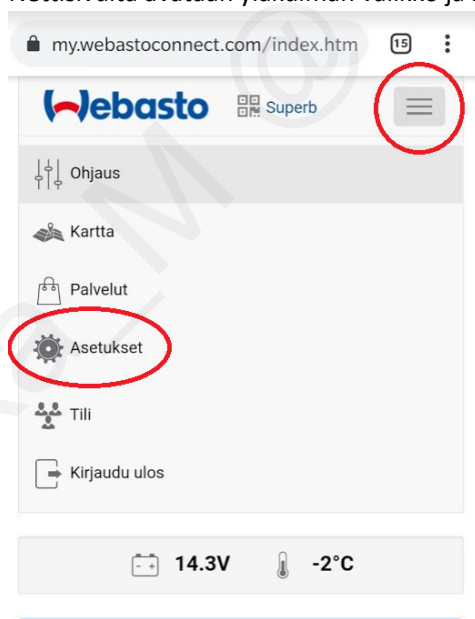 my.webastoconnect.com/index.htm 15
Webasto Superb
Ohjaus
Kartta
Palvelut
Asetukset
Tili
Kirjaudu ulos
14.3V -2°C